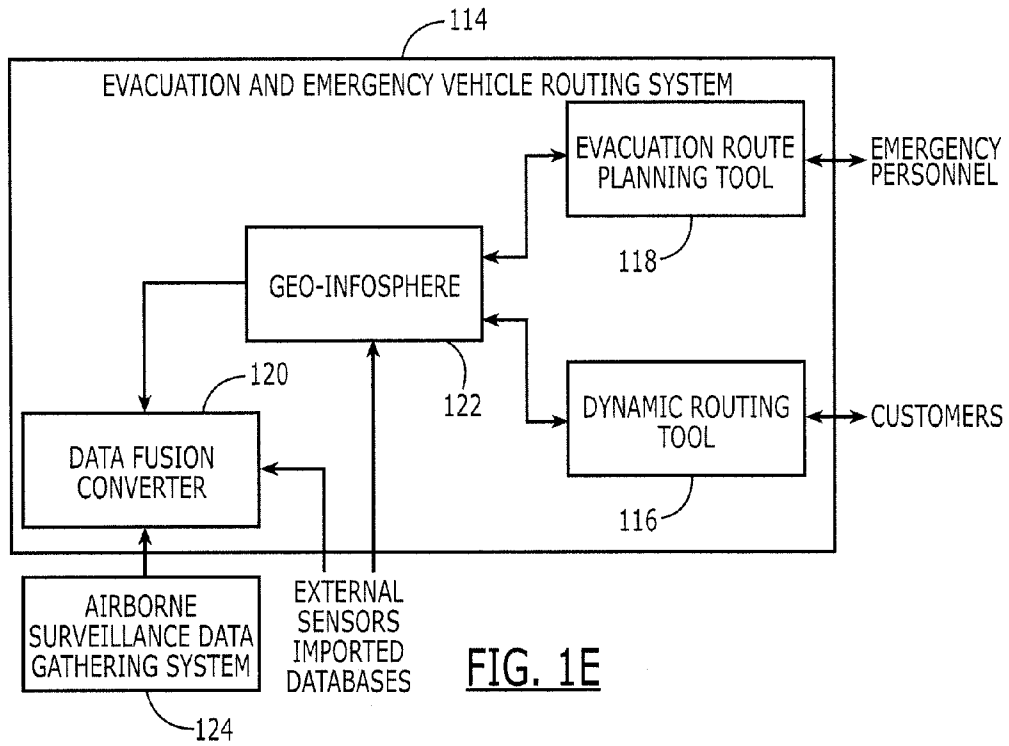 114
EVACUATION AND EMERGENCY VEHICLE ROUTING SYSTEM
EVACUATION ROUTE
PLANNING TOOL
EMERGENCY
PERSONNEL
118
GEO-INFOSPHERE
122
120
DATA FUSION
CONVERTER
DYNAMIC ROUTING
TOOL
CUSTOMERS
116
AIRBORNE
SURVEILLANCE DATA
GATHERING SYSTEM
124
EXTERNAL
SENSORS
IMPORTED
DATABASES
FIG. 1E